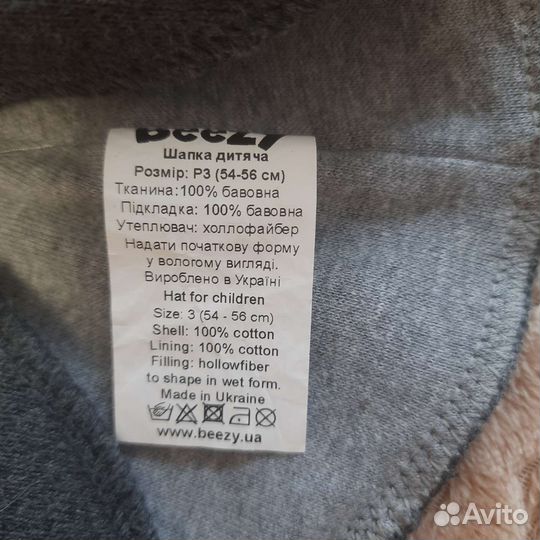 Beezy
Шапка дитяча
Розмір: Р3 (54-56 см)
Тканина:100% бавовна
Підкладка: 100% бавовна
Утеплювач: холлофайбер
Надати початкову форму
у вологому вигляді.
Вироблено в Україні
Hat for children
Size: 3 (54 - 56 cm)
Shell: 100% cotton
Lining: 100% cotton
Filling: hollowfiber
to shape in wet form.
Made in Ukraine
www.beezy.ua
Avito